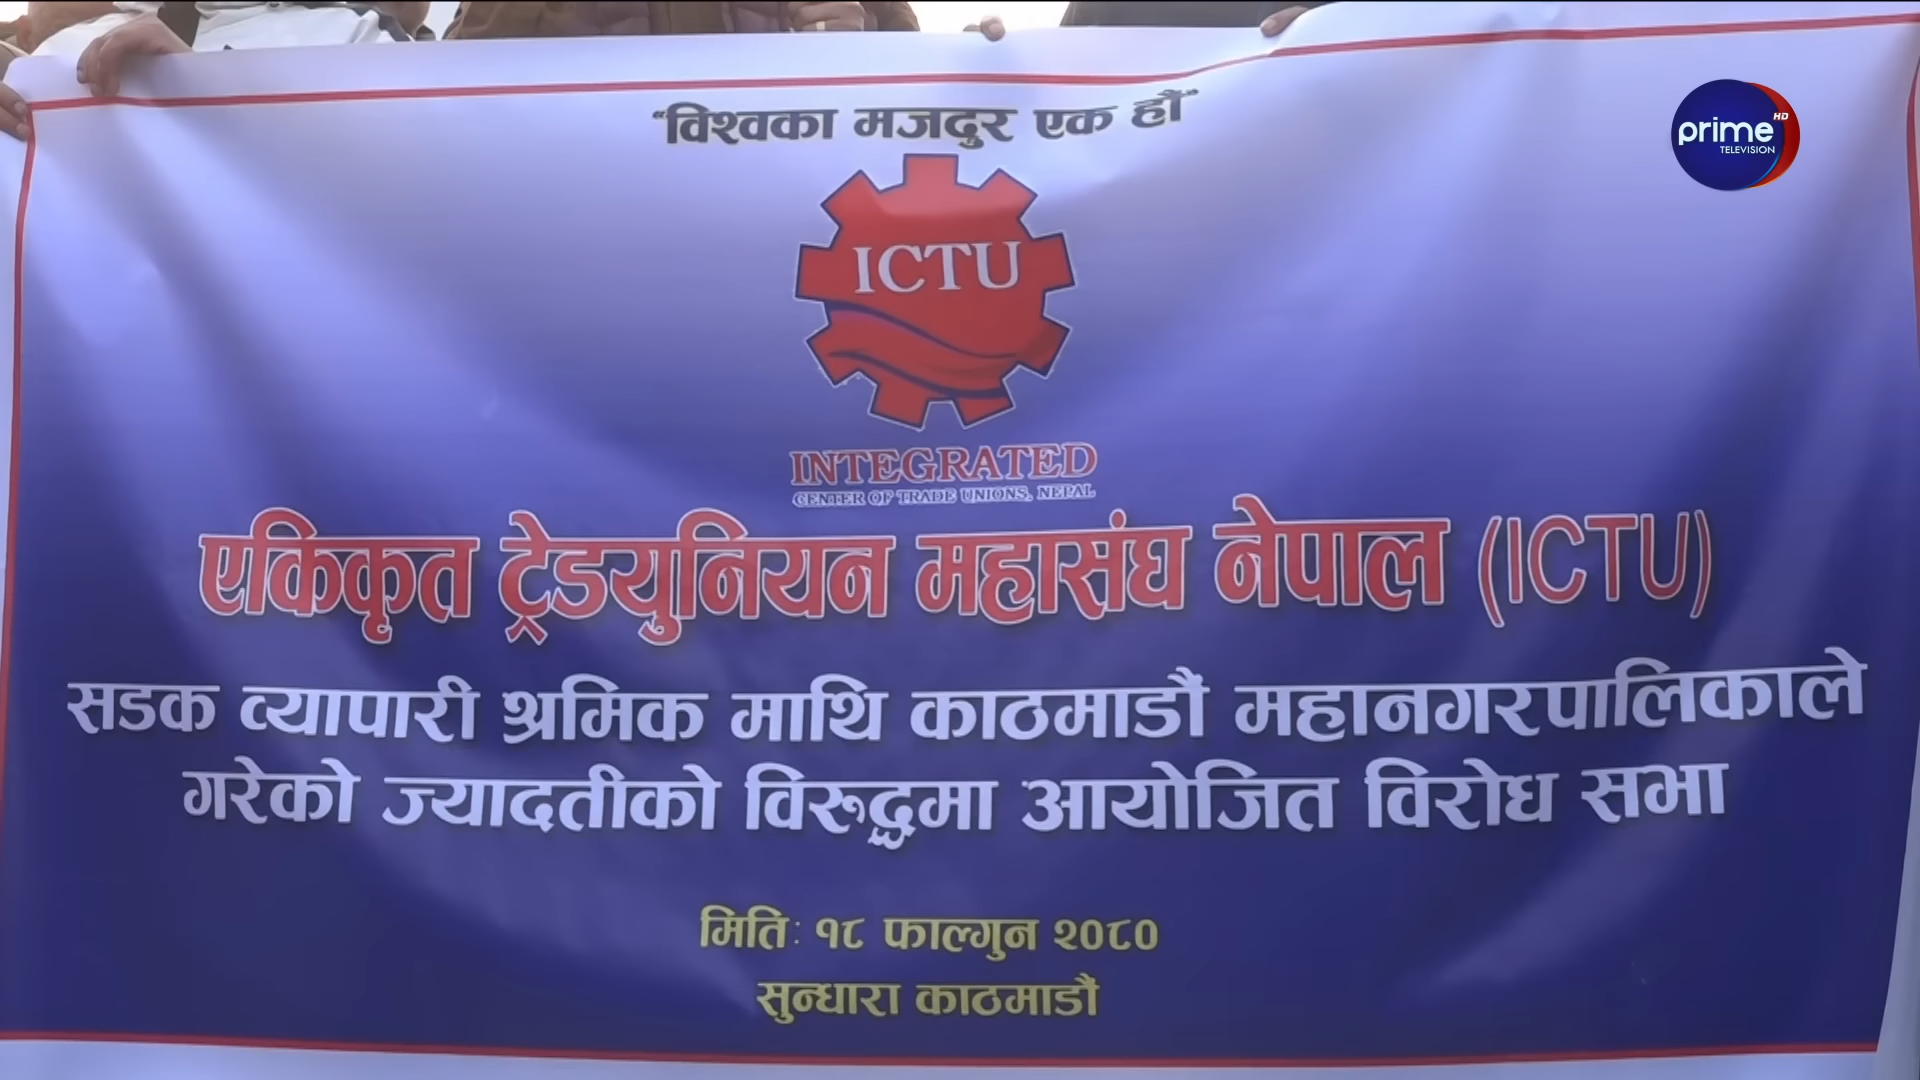 "विश्वका मजदुर एक हौं"
prime HD
TELEVISION
ICTU
INTEGRATED
CENTER OF TRADE UNIONS, NEPAL
एकिकृत ट्रेडयुनियन महासंघ नेपाल (ICTU)
सडक व्यापारी श्रमिक माथि काठमाडौं महानगरपालिकाले
गरेको ज्यादतीको विरुद्धमा आयोजित विरोध सभा
मिति: १८ फाल्गुन २०८०
सुन्धारा काठमाडौं